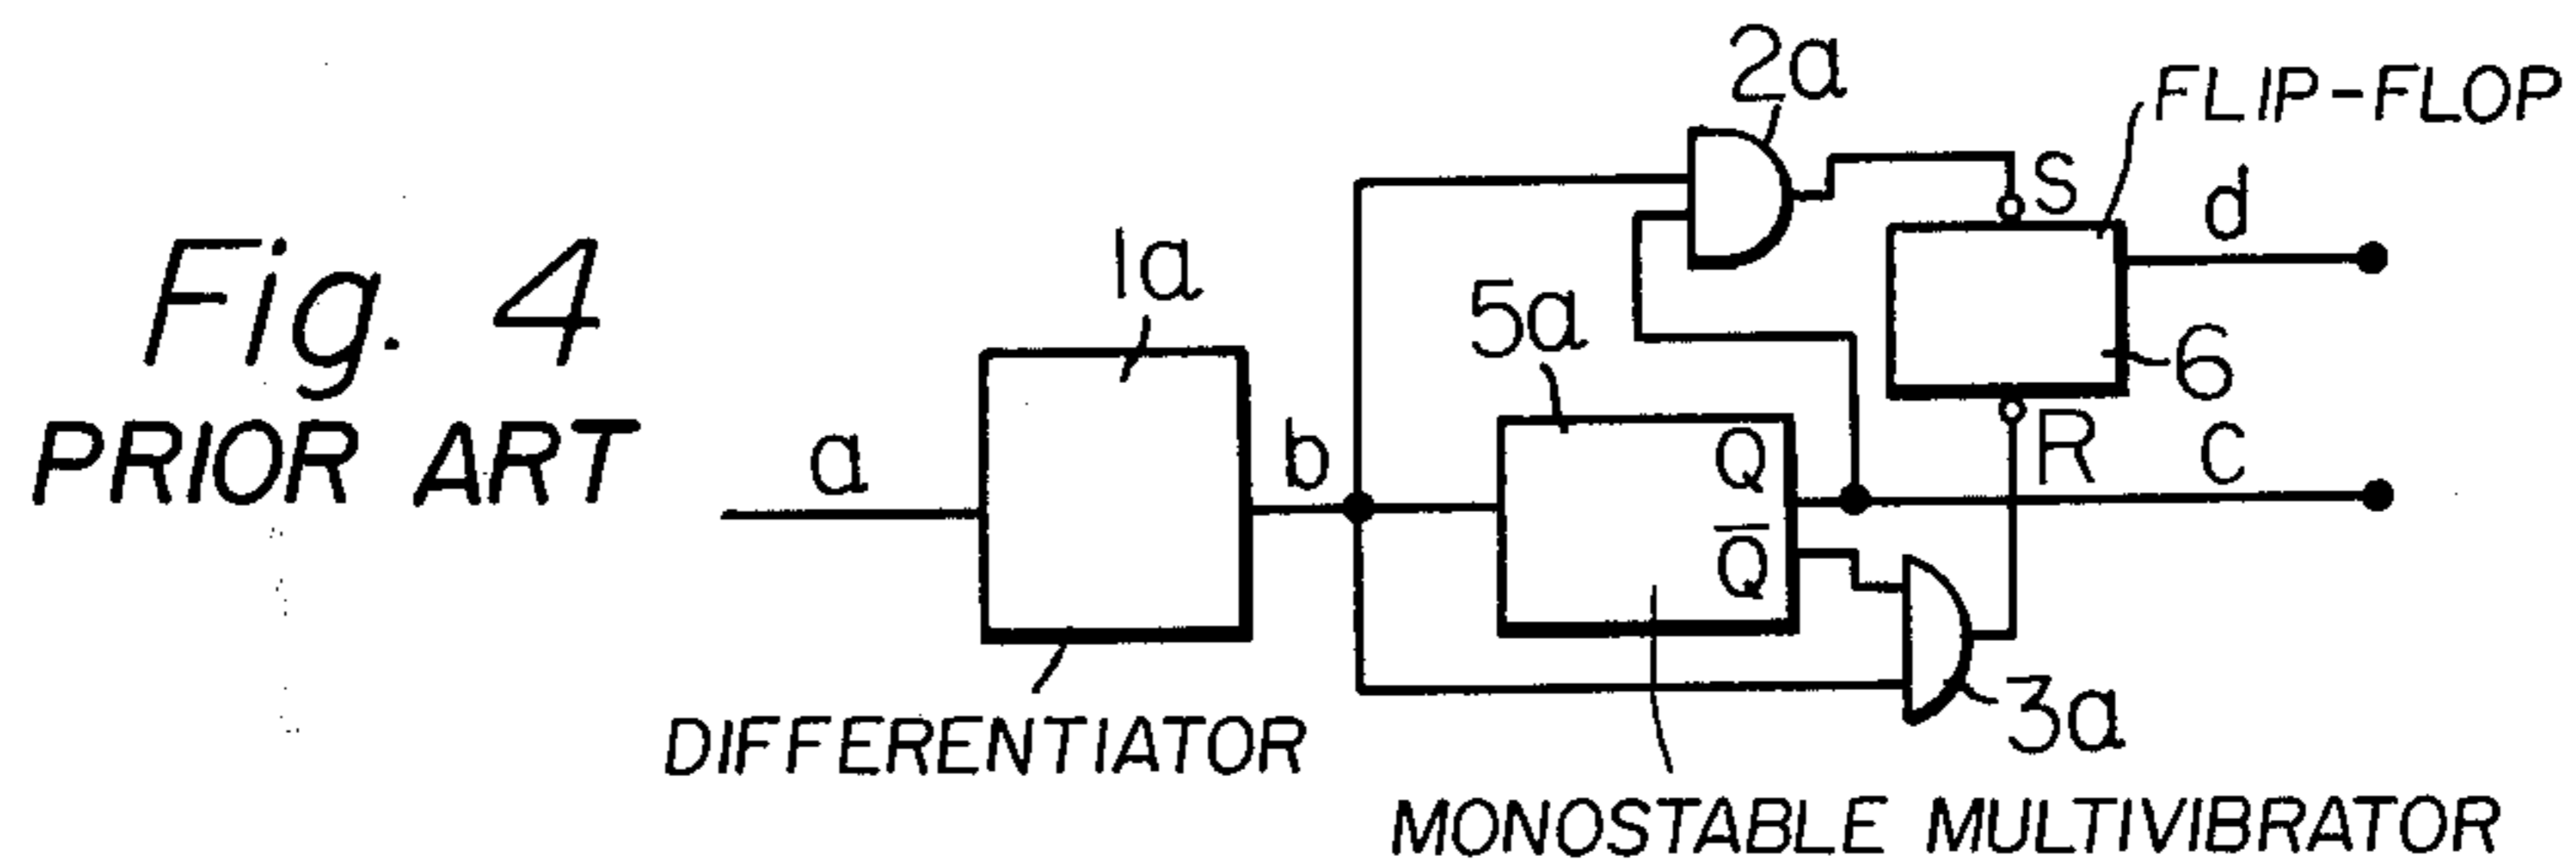 Fig. 4
PRIOR ART
a
1a
DIFFERENTIATOR
b
2a
5a
Q
Q̅
MONOSTABLE MULTIVIBRATOR
3a
S
R
FLIP-FLOP
6
d
c